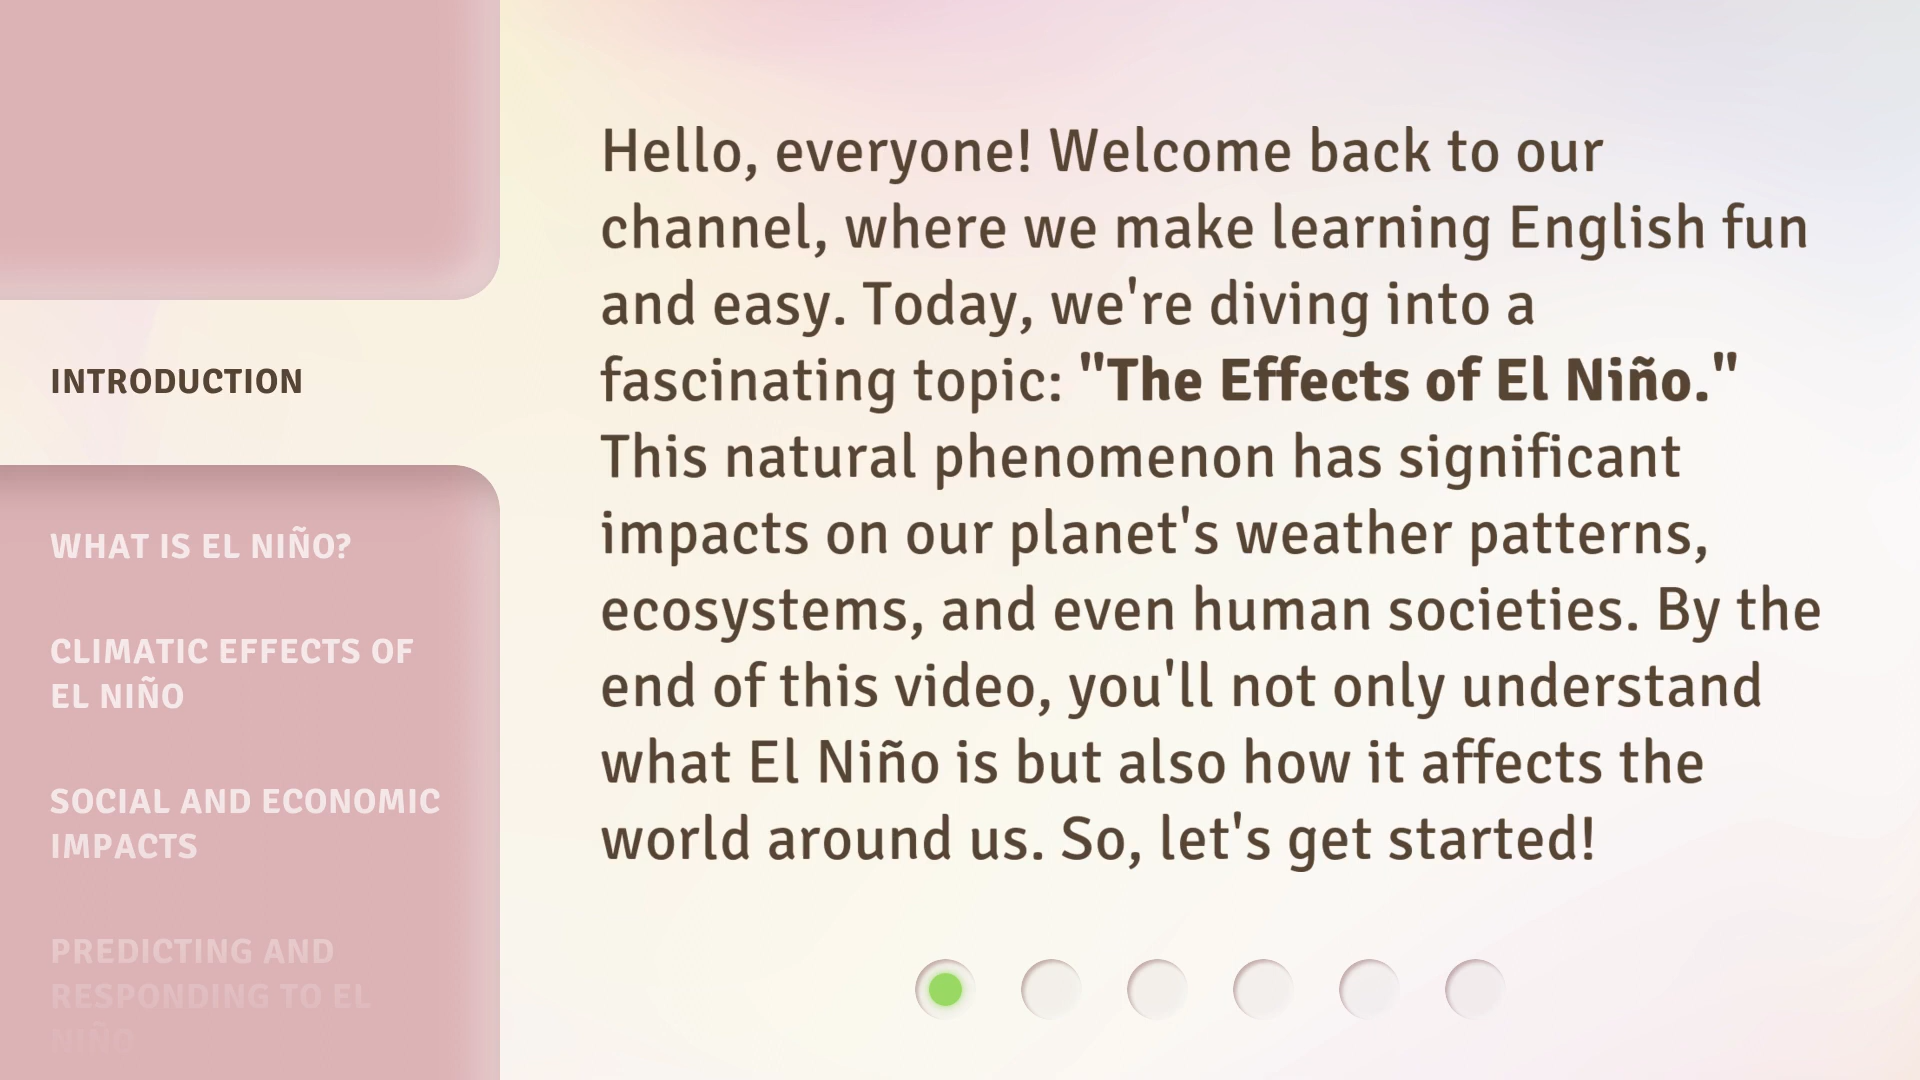 INTRODUCTION
WHAT IS EL NIÑO?
CLIMATIC EFFECTS OF
EL NIÑO
SOCIAL AND ECONOMIC
IMPACTS
PREDICTING AND
RESPONDING TO EL
NIÑO
Hello, everyone! Welcome back to our
channel, where we make learning English fun
and easy. Today, we're diving into a
fascinating topic: "The Effects of El Niño."
This natural phenomenon has significant
impacts on our planet's weather patterns,
ecosystems, and even human societies. By the
end of this video, you'll not only understand
what El Niño is but also how it affects the
world around us. So, let's get started!